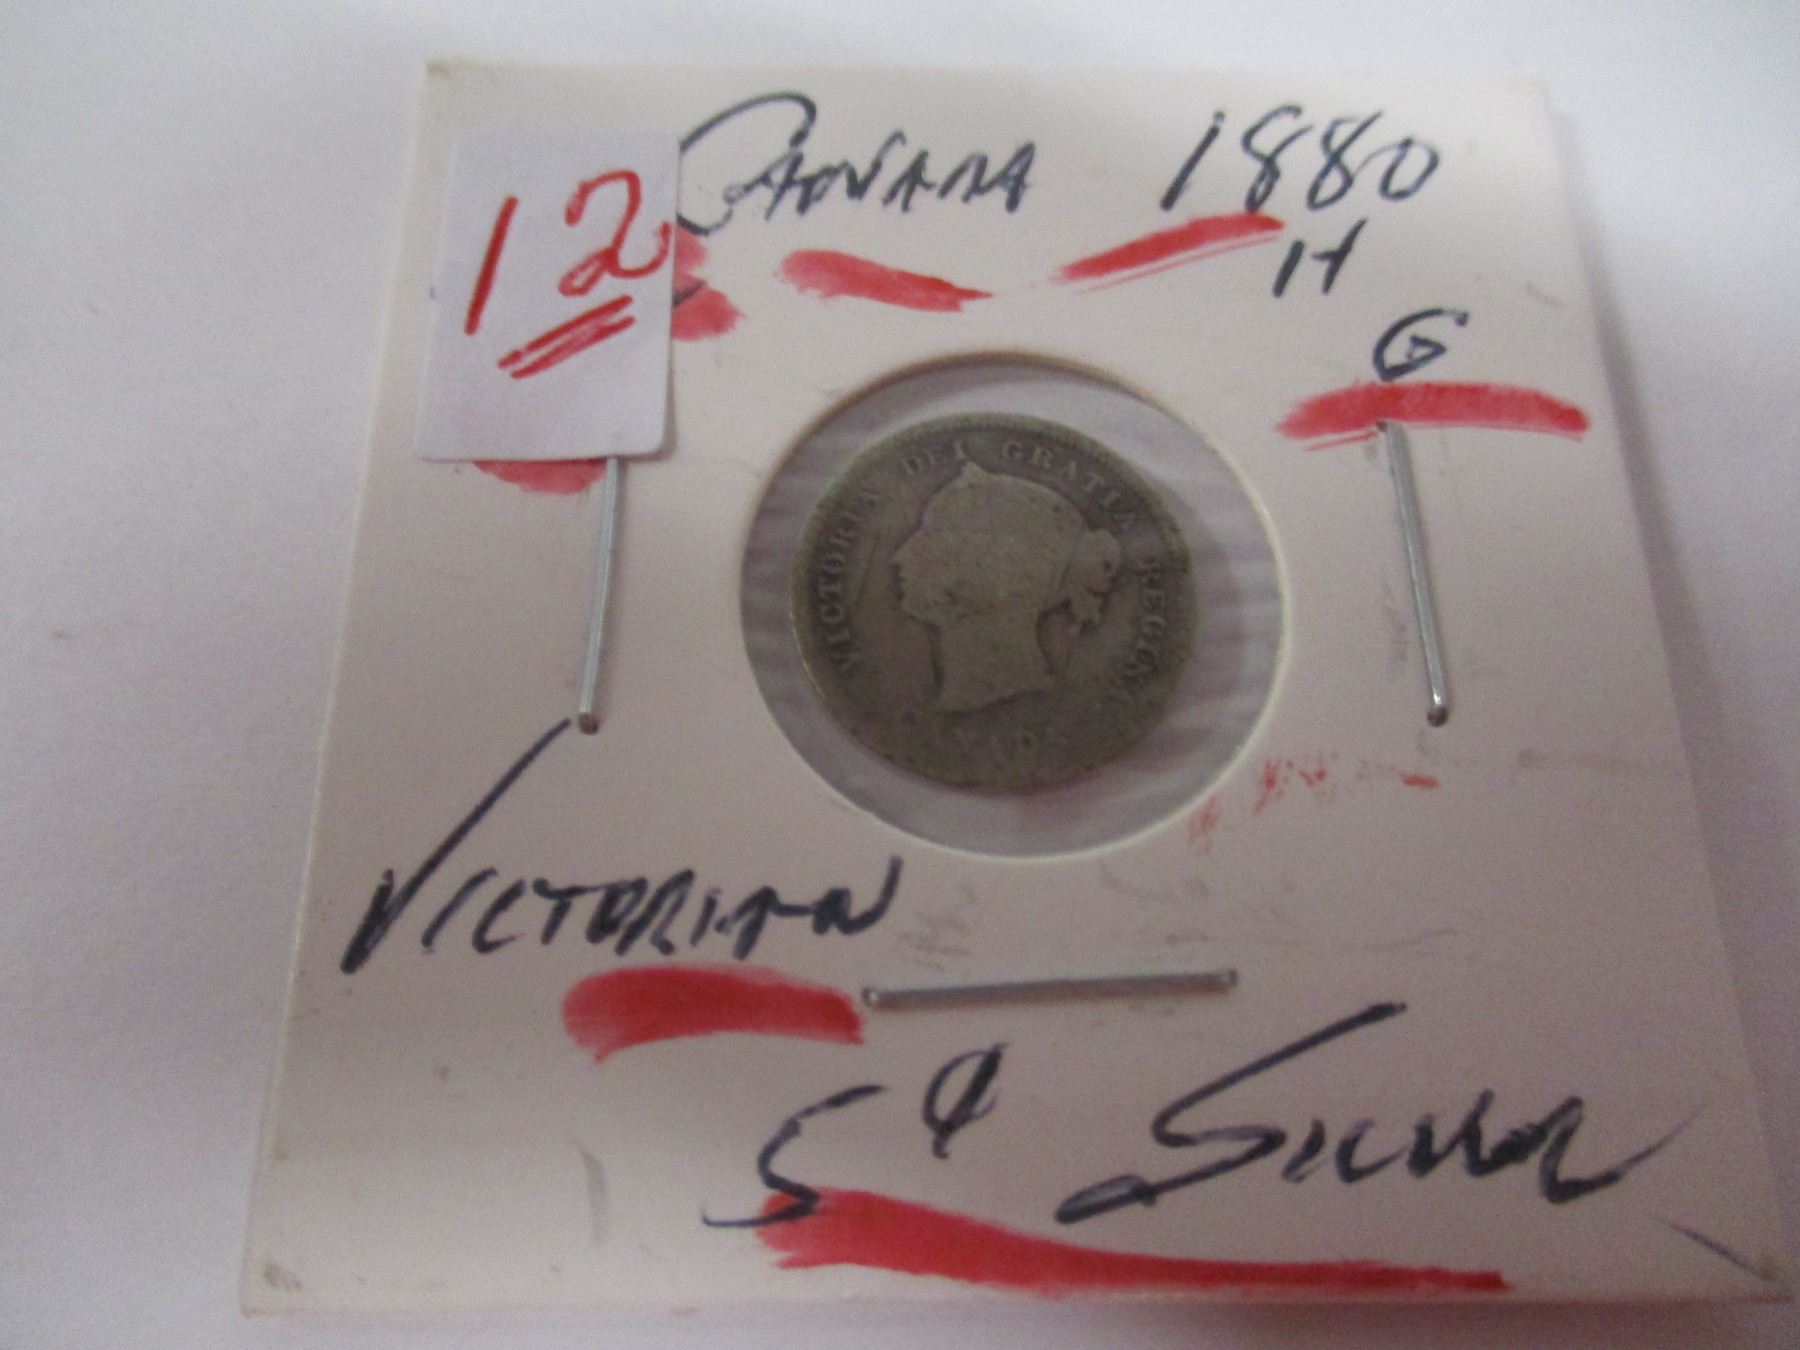 12
CANADA 1880
H
G
VICTORIA DEI GRATIA REGINA
VICTORIAN
5¢ SILVER